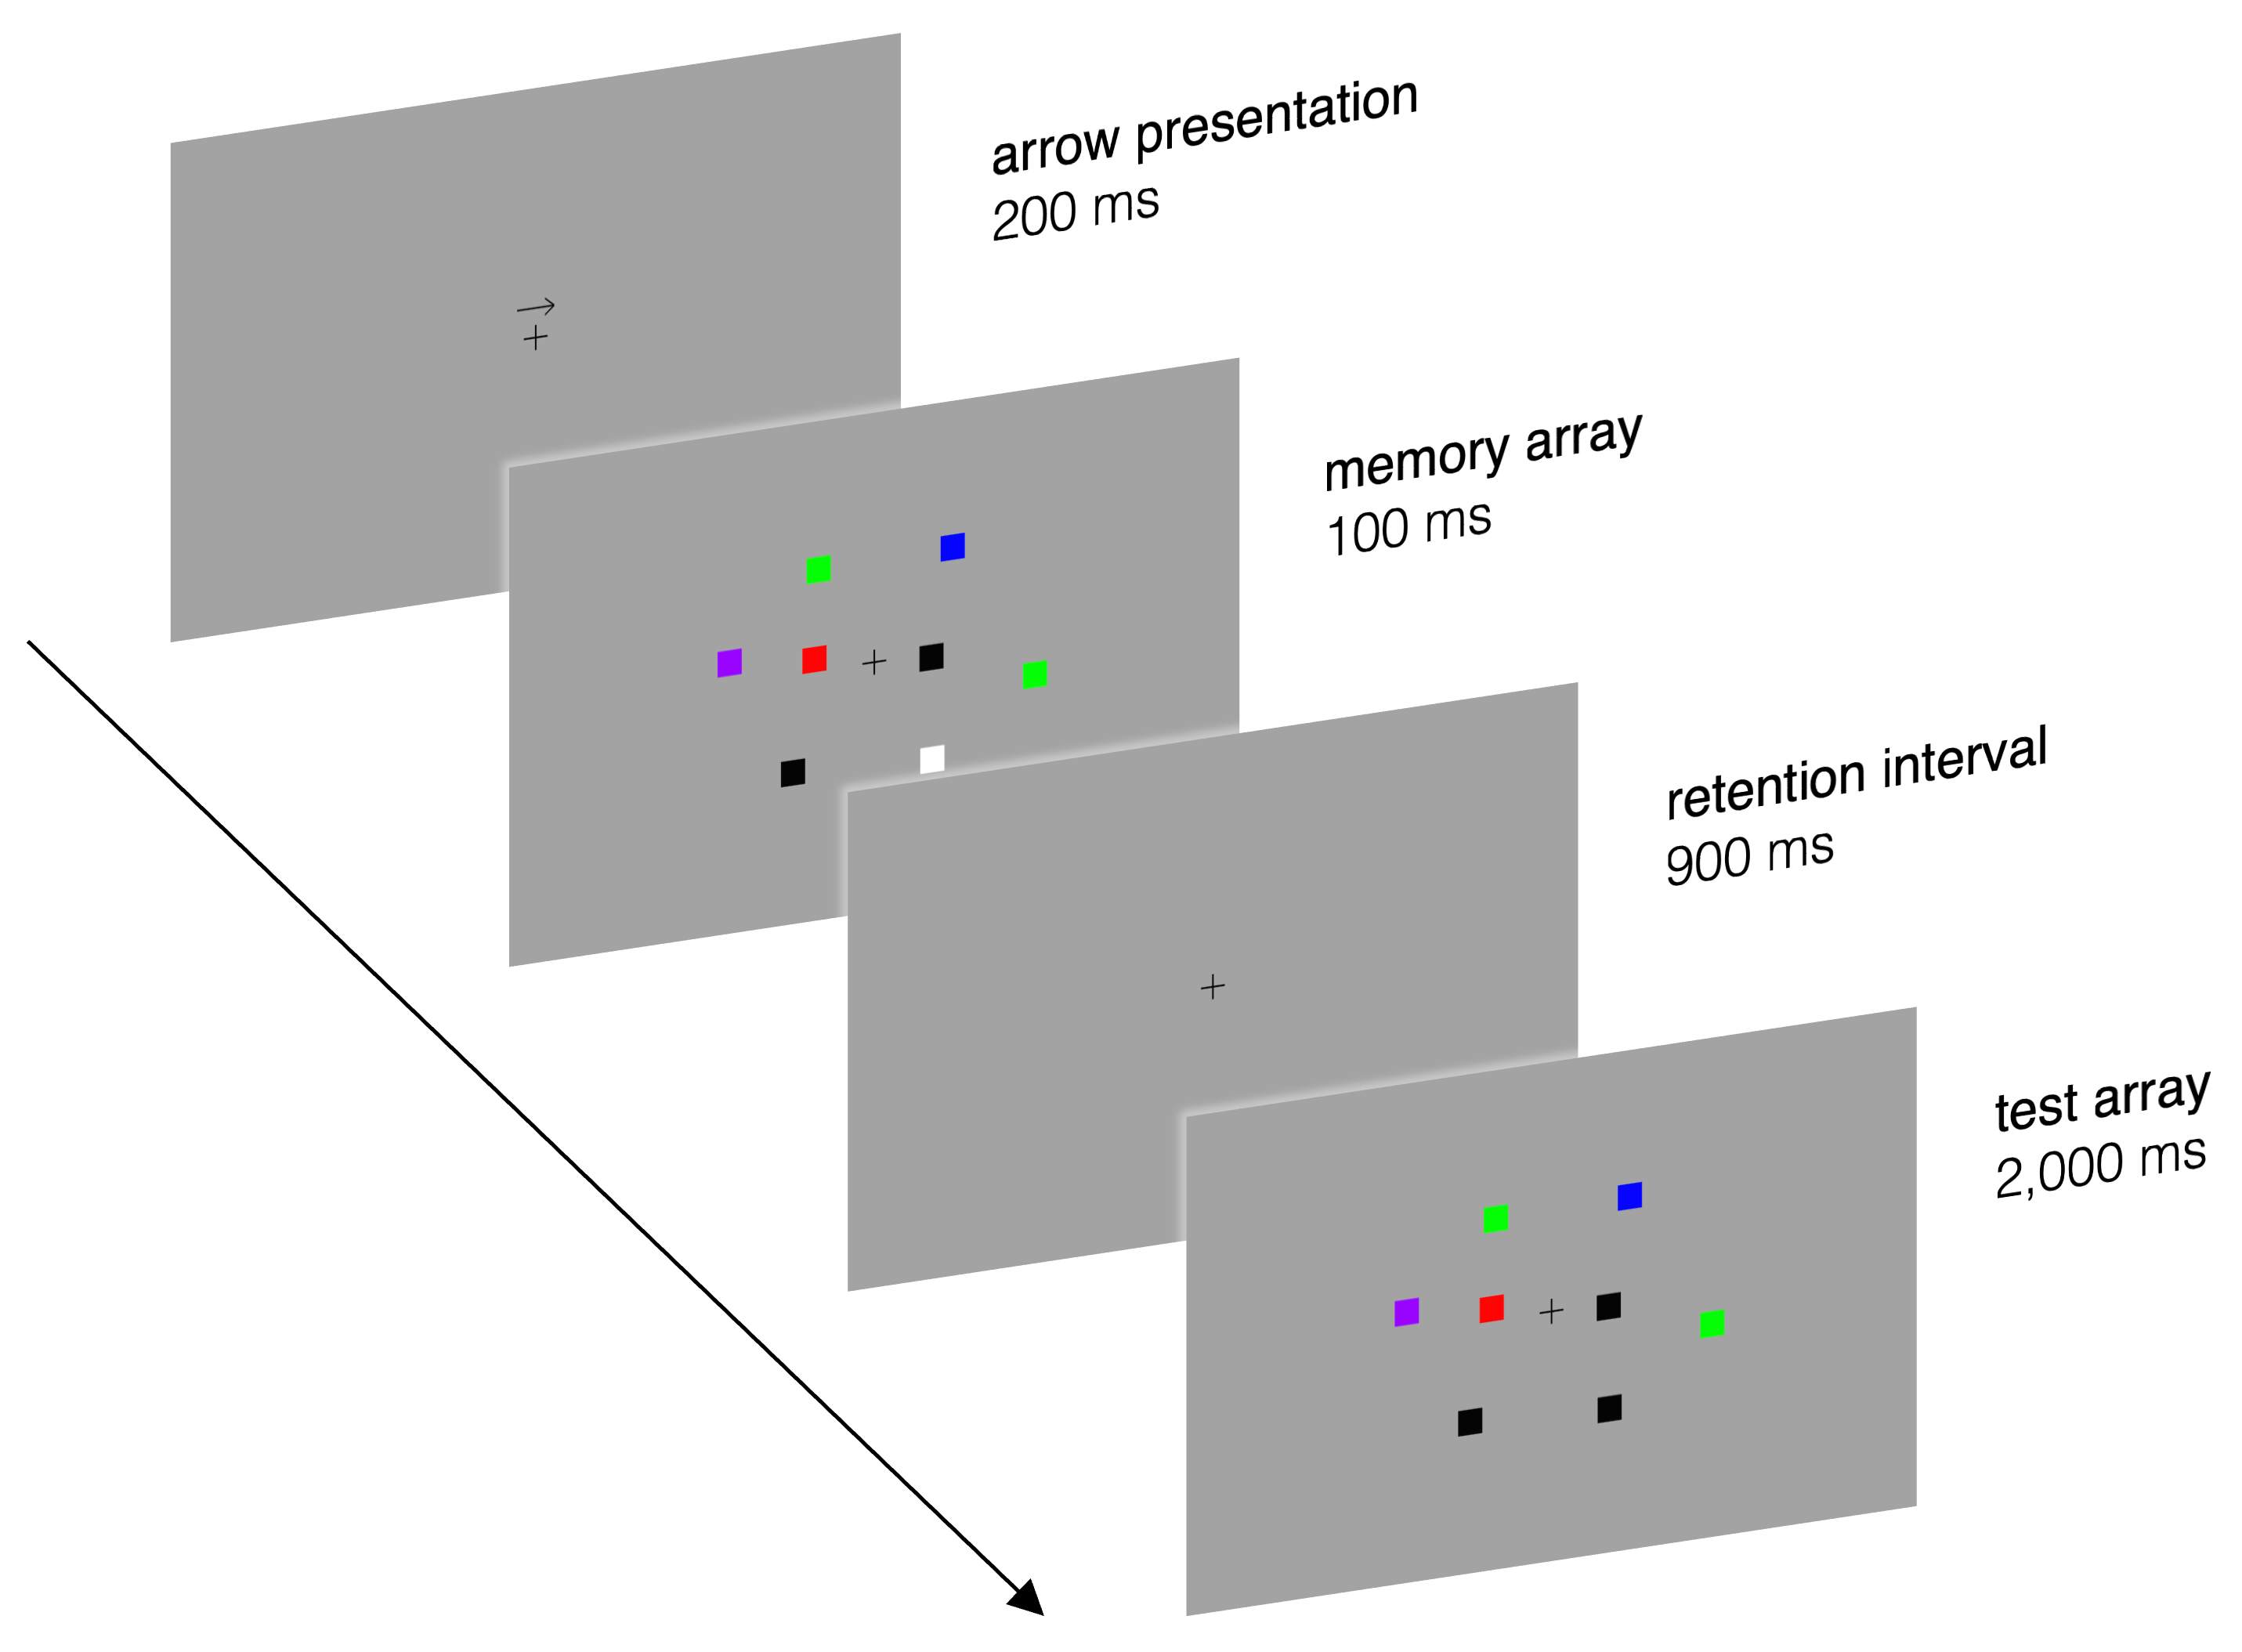 arrow presentation
200 ms
memory array
100 ms
retention interval
900 ms
test array
2,000 ms